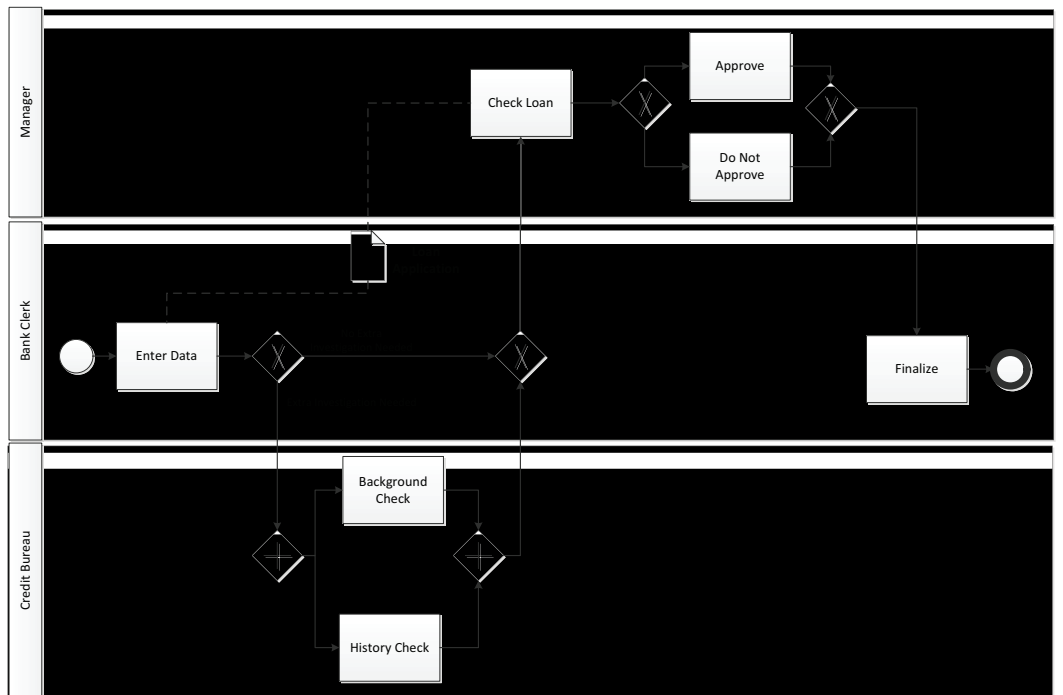 Manager
Check Loan
Approve
Do Not
Approve
Bank Clerk
Enter Data
Finalize
Credit Bureau
Background
Check
History Check